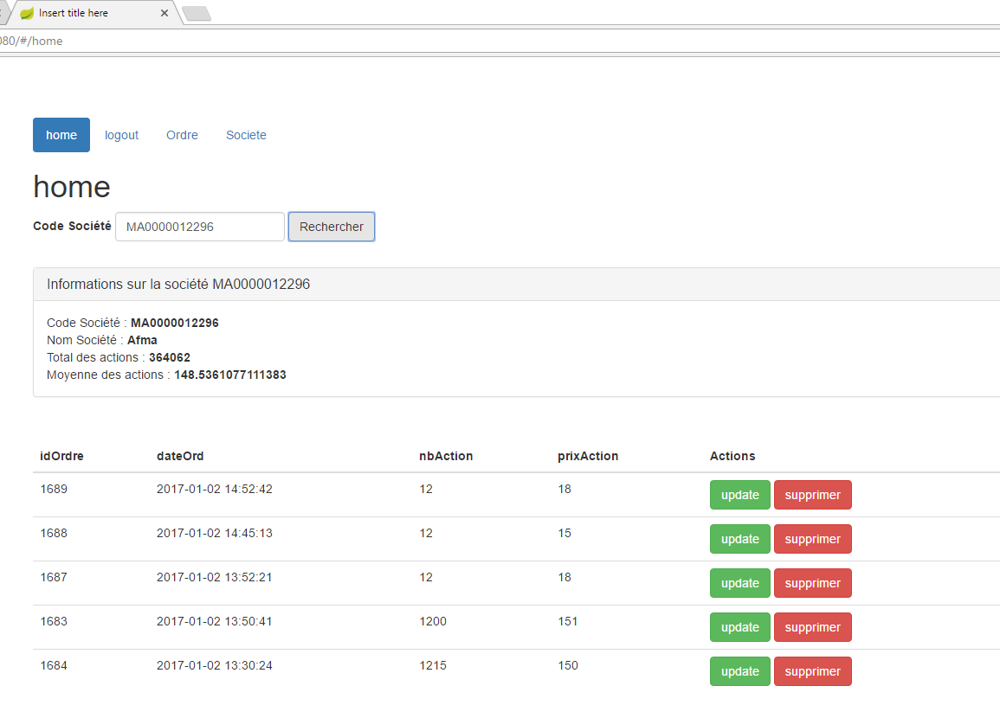 Insert title here
080/#/home
home logout Ordre Societe
home
Code Société MA0000012296 Rechercher
Informations sur la société MA0000012296
Code Société : MA0000012296
Nom Société : Afma
Total des actions : 364062
Moyenne des actions : 148.5361077111383
idOrdre dateOrd nbAction prixAction Actions
1689 2017-01-02 14:52:42 12 18 update supprimer
1688 2017-01-02 14:45:13 12 15 update supprimer
1687 2017-01-02 13:52:21 12 18 update supprimer
1683 2017-01-02 13:50:41 1200 151 update supprimer
1684 2017-01-02 13:30:24 1215 150 update supprimer